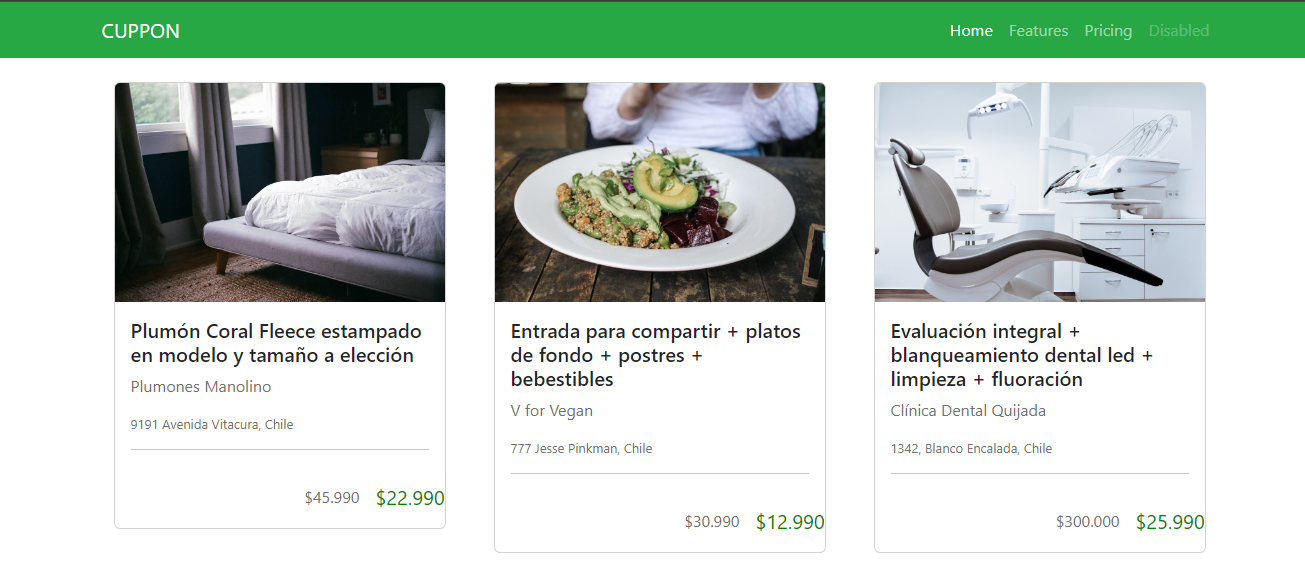 CUPPON
Home Features Pricing Disabled
Plumón Coral Fleece estampado
en modelo y tamaño a elección
Plumones Manolino
9191 Avenida Vitacura, Chile
$45.990 $22.990
Entrada para compartir + platos
de fondo + postres +
bebestibles
V for Vegan
777 Jesse Pinkman, Chile
$30.990 $12.990
Evaluación integral +
blanqueamiento dental led +
limpieza + fluoración
Clínica Dental Quijada
1342, Blanco Encalada, Chile
$300.000 $25.990